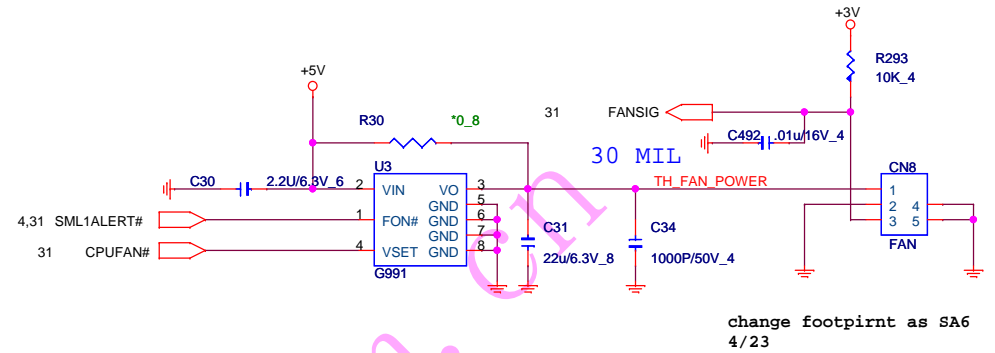 +3V
R293
10K_4
+5V
R30
*0_8
31
FANSIG
C492
.01u/16V_4
30 MIL
U3
CN8
C30
2.2U/6.3V_6
2
VIN
VO
3
TH_FAN_POWER
1
GND
5
2
4
4,31
SML1ALERT#
1
FON#
GND
6
3
5
GND
7
C31
C34
31
CPUFAN#
4
VSET
GND
8
FAN
G991
22u/6.3V_8
1000P/50V_4
change footpirnt as SA6
4/23
.cn